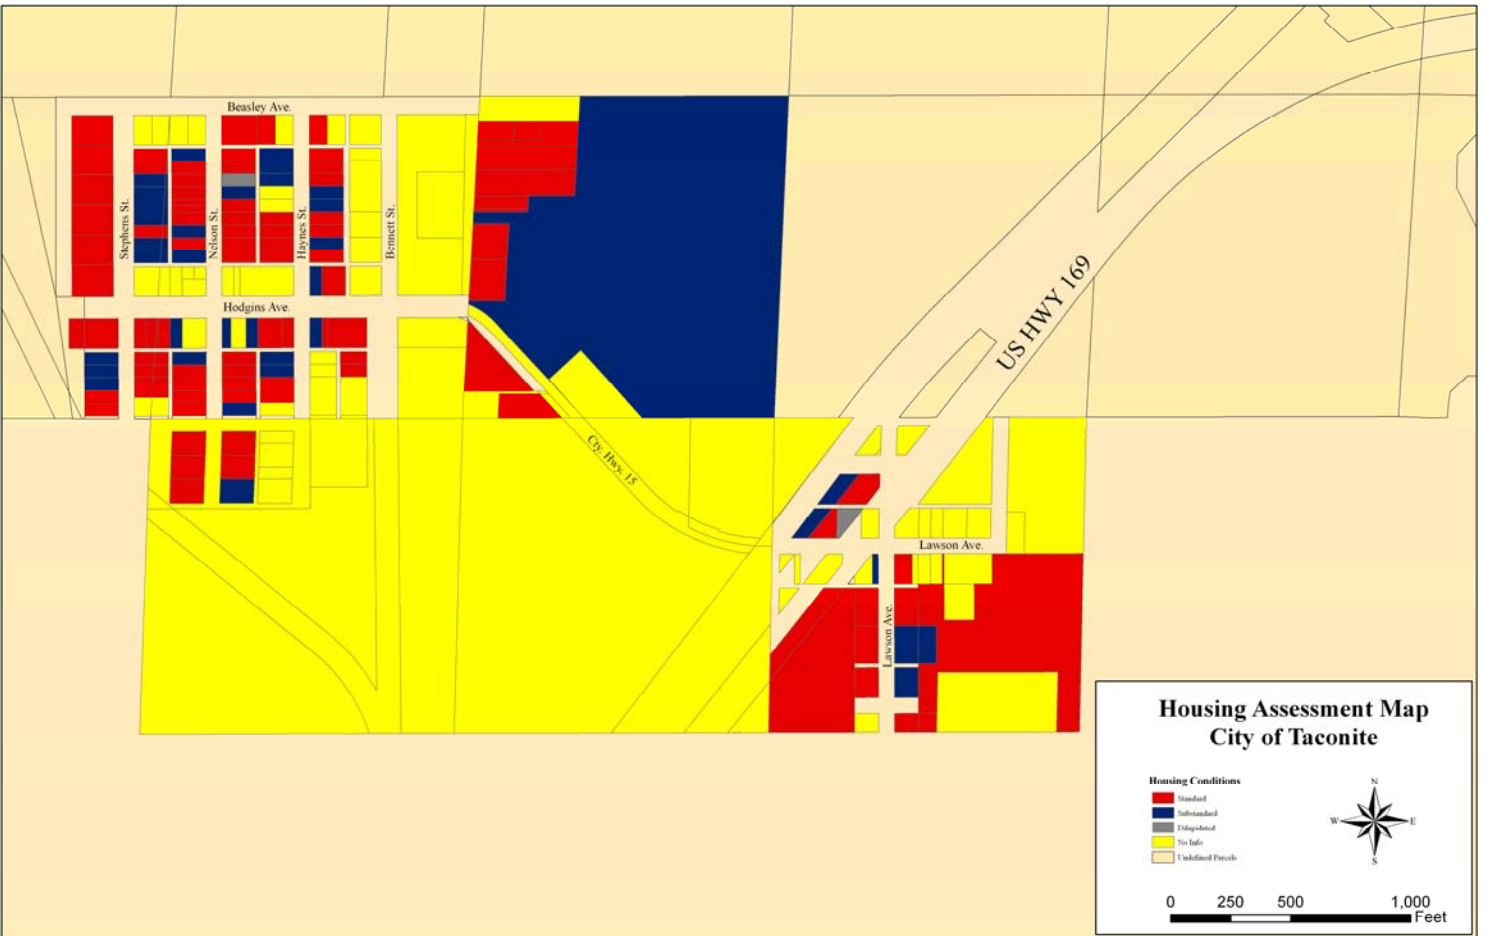 Beasley Ave.
Stephens St.
Nelson St.
Haynes St.
Bennett St.
Hodgins Ave.
US HWY 169
Cty. Hwy. 15
Lawson Ave.
Lawson Ave.
Housing Assessment Map
City of Taconite
Housing Conditions
Standard
Substandard
Dilapidated
No Info
Undefined Parcels
N
W
E
S
0 250 500 1,000
Feet